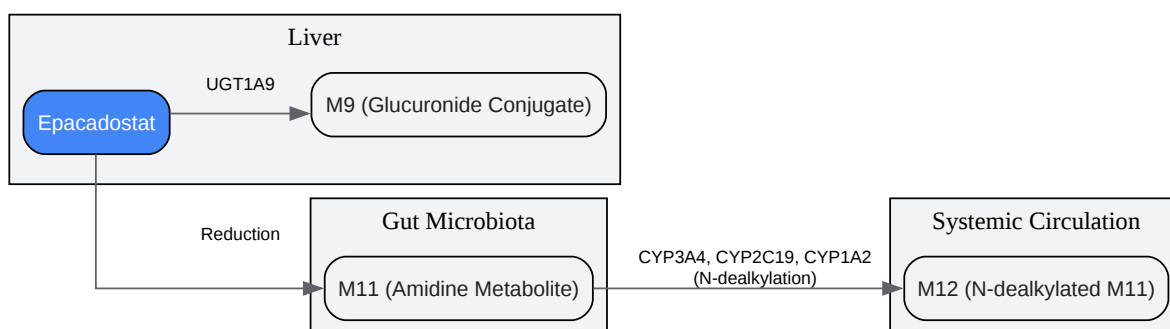 Liver
UGT1A9
Epacadostat
M9 (Glucuronide Conjugate)
Gut Microbiota
Systemic Circulation
Reduction
CYP3A4, CYP2C19, CYP1A2
(N-dealkylation)
M11 (Amidine Metabolite)
M12 (N-dealkylated M11)